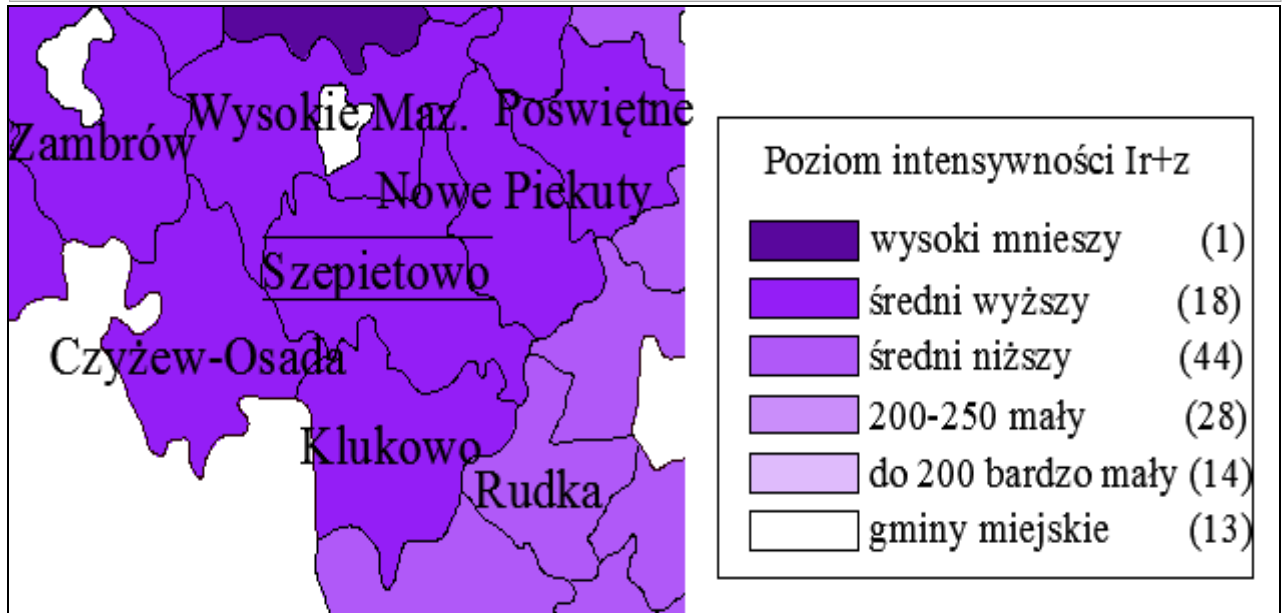 Wysokie Maz.
Poswiętne
Zambrów
Nowe Piekuty
Szepietowo
Czyżew-Osada
Klukowo
Rudka
Poziom intensywności Ir+z
wysoki mnieszy (1)
średni wyższy (18)
średni niższy (44)
200-250 mały (28)
do 200 bardzo mały (14)
gminy miejskie (13)